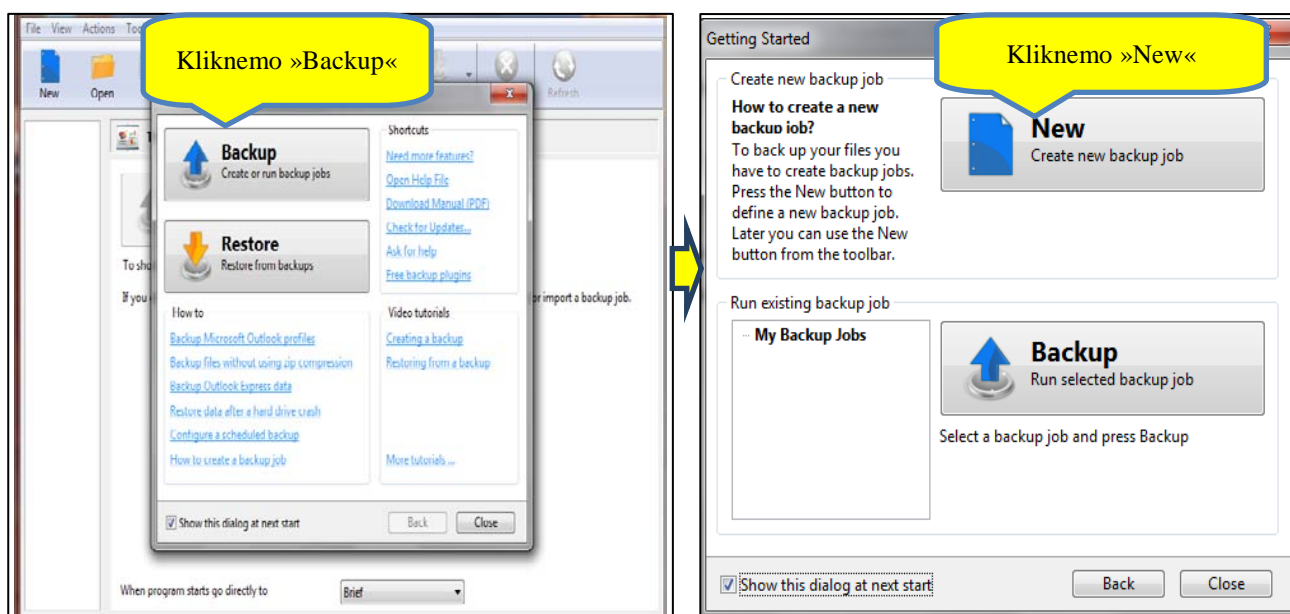 File View Actions
Kliknemo »Backup«
New Open
Refresh
Backup
Create or run backup jobs
Restore
Restore from backups
Shortcuts
Need more features?
Open Help File
Download Manual (PDF)
Check for Updates...
Ask for help
Free backup plugins
To sho
If you
or import a backup job.
How to
Backup Microsoft Outlook profiles
Backup files without using zip compression
Backup Outlook Express data
Restore data after a hard drive crash
Configure a scheduled backup
How to create a backup job
Video tutorials
Creating a backup
Restoring from a backup
More tutorials ...
Show this dialog at next start
Back Close
When program starts go directly to Brief
Getting Started
Kliknemo »New«
Create new backup job
How to create a new
backup job?
To back up your files you
have to create backup jobs.
Press the New button to
define a new backup job.
Later you can use the New
button from the toolbar.
New
Create new backup job
Run existing backup job
My Backup Jobs
Backup
Run selected backup job
Select a backup job and press Backup
Show this dialog at next start
Back Close